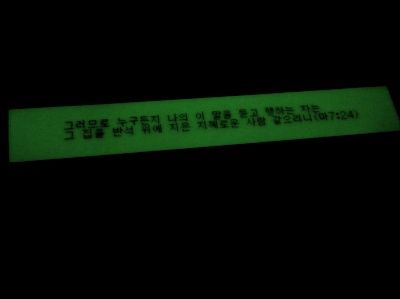 그러므로 누구든지 나의 이 말을 듣고 행하는 자는
그 집을 반석 위에 지은 지혜로운 사람 같으리니(마7:24)